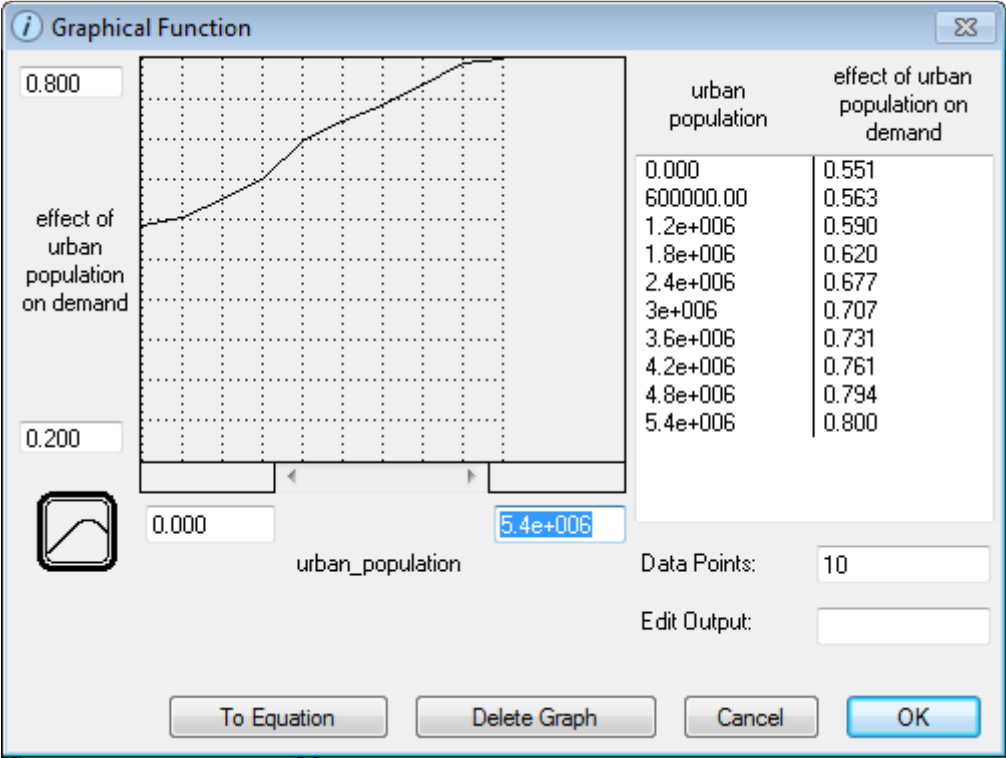 Graphical Function
0.800
effect of
urban
population
on demand
0.200
0.000
5.4e+006
urban_population
urban
population
effect of urban
population on
demand
0.000 0.551
600000.00 0.563
1.2e+006 0.590
1.8e+006 0.620
2.4e+006 0.677
3e+006 0.707
3.6e+006 0.731
4.2e+006 0.761
4.8e+006 0.794
5.4e+006 0.800
Data Points: 10
Edit Output:
To Equation
Delete Graph
Cancel
OK